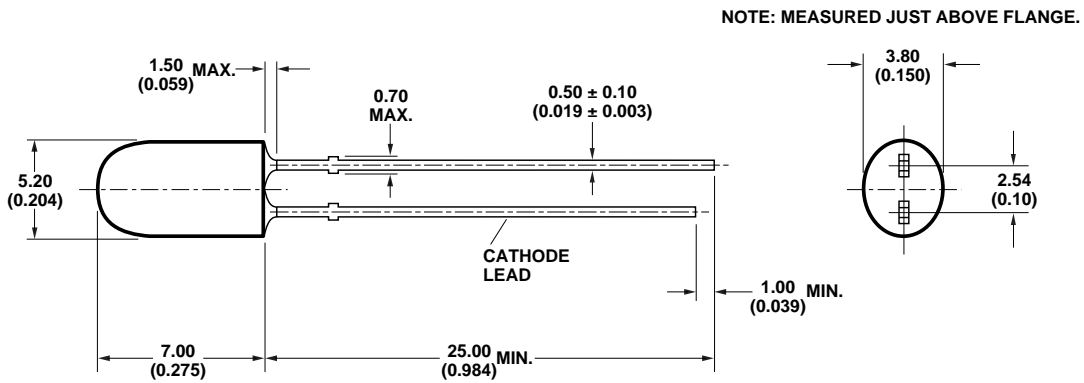 NOTE: MEASURED JUST ABOVE FLANGE.
1.50 MAX.
(0.059)
0.70
MAX.
0.50 ± 0.10
(0.019 ± 0.003)
3.80
(0.150)
5.20
(0.204)
2.54
(0.10)
CATHODE
LEAD
1.00 MIN.
(0.039)
7.00
(0.275)
25.00 MIN.
(0.984)